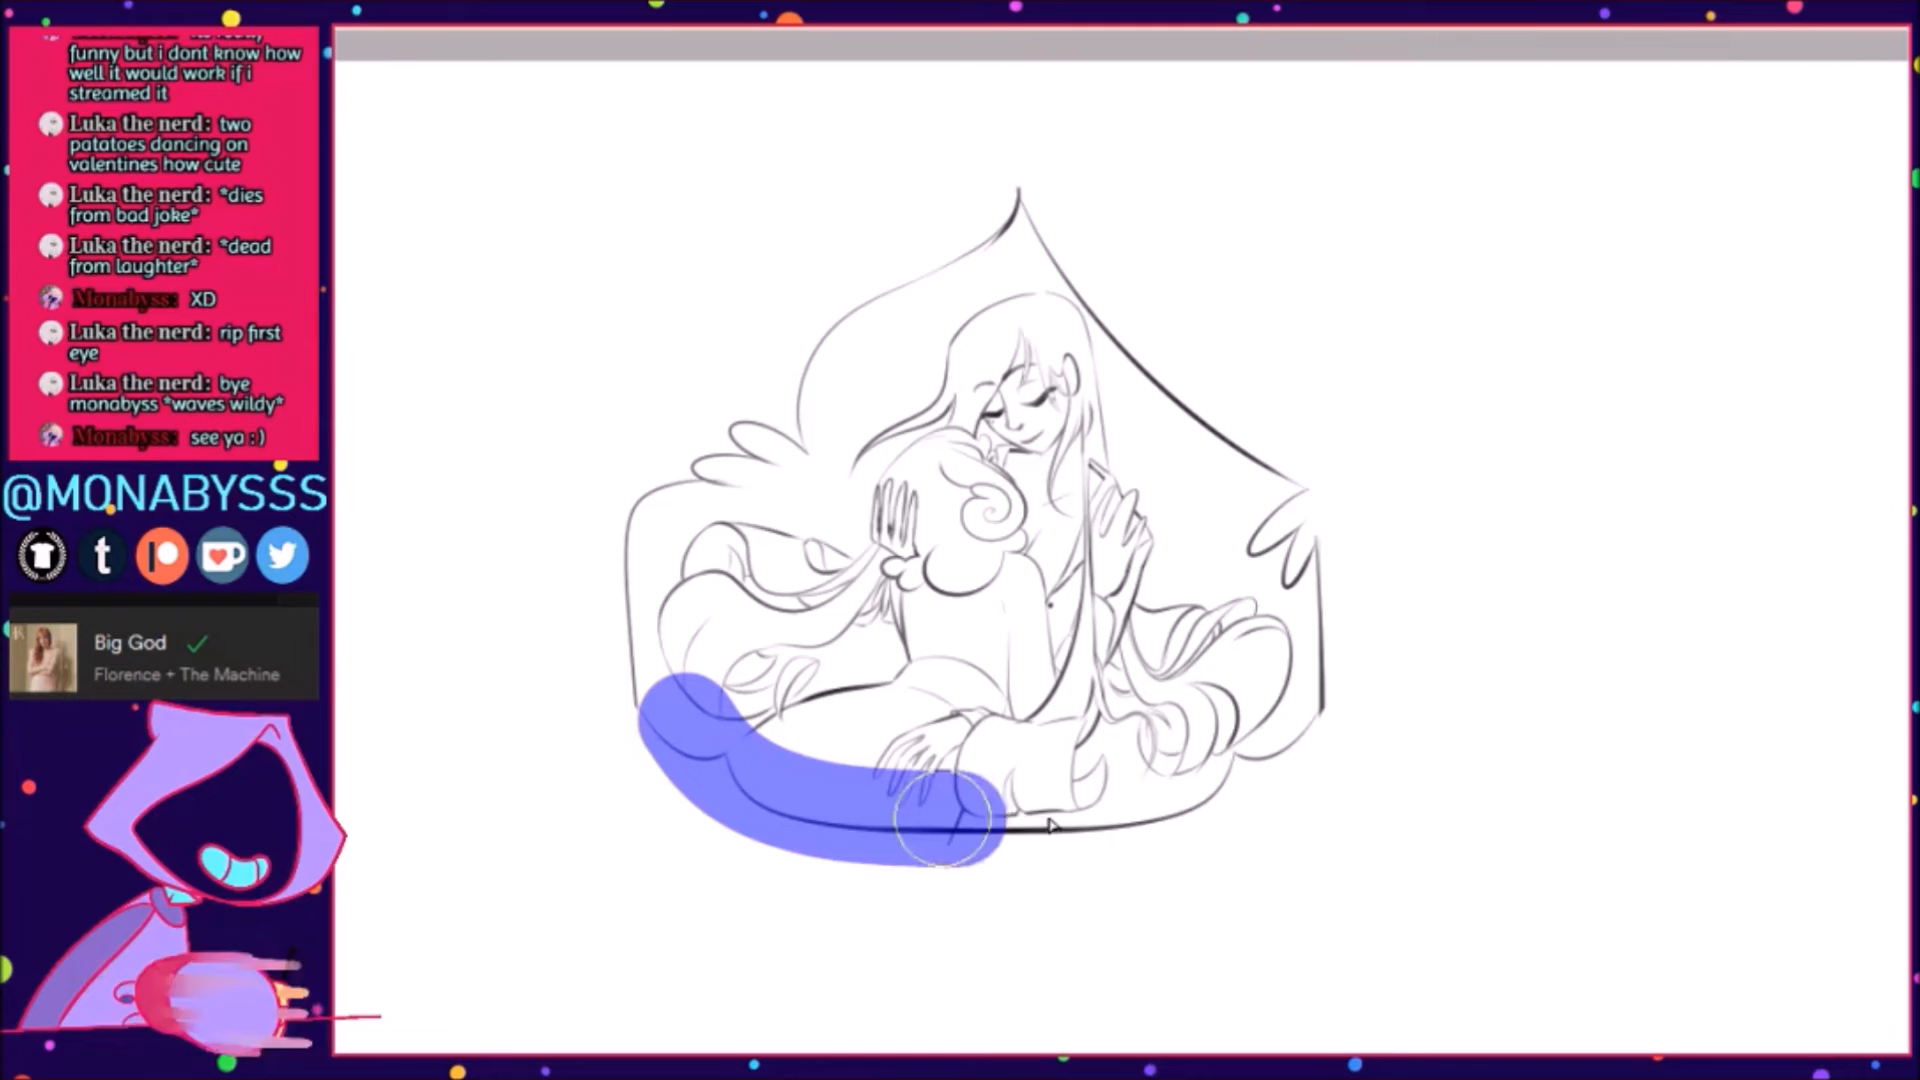 funny but i dont know how
well it would work if i
streamed it
Luka the nerd: two
patatoes dancing on
valentines how cute
Luka the nerd: *dies
from bad joke*
Luka the nerd: *dead
from laughter*
Monabyss: XD
Luka the nerd: rip first
eye
Luka the nerd: bye
monabyss *waves wildy*
Monabyss: see ya :)
@MONABYSSS
t
Big God
Florence + The Machine